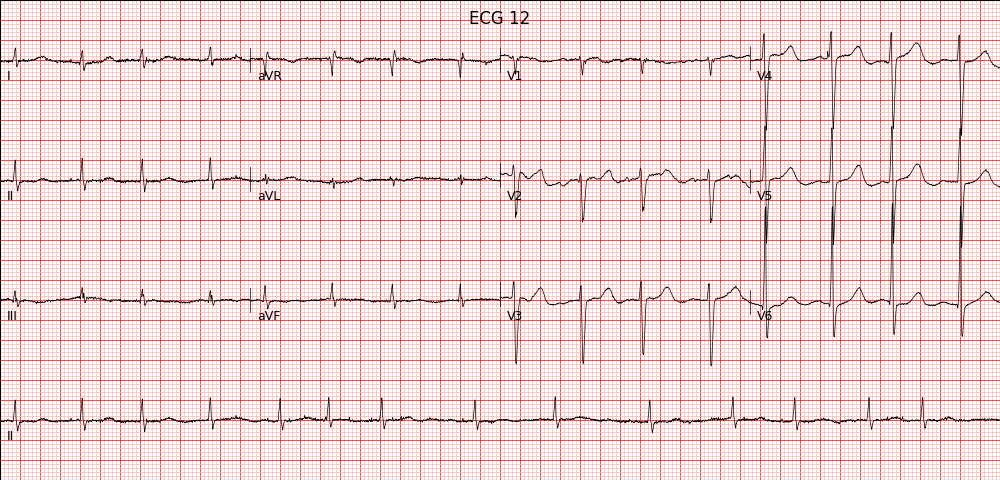 ECG 12
I aVR V1 V4
II aVL V2 V5
III aVF V3 V6
II